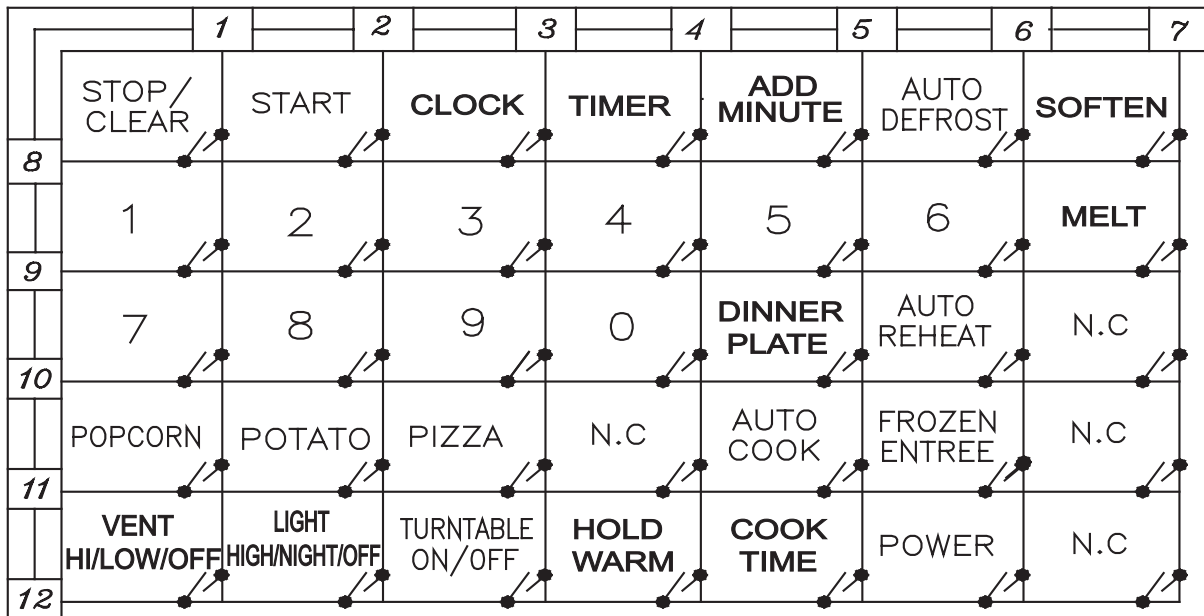 1 2 3 4 5 6 7
STOP/ START CLOCK TIMER ADD AUTO SOFTEN
CLEAR MINUTE DEFROST
8
1 2 3 4 5 6 MELT
9
7 8 9 0 DINNER AUTO N.C
PLATE REHEAT
10
POPCORN POTATO PIZZA N.C AUTO FROZEN N.C
COOK ENTREE
11
VENT LIGHT TURNTABLE HOLD COOK POWER N.C
HI/LOW/OFF HIGH/NIGHT/OFF ON/OFF WARM TIME
12